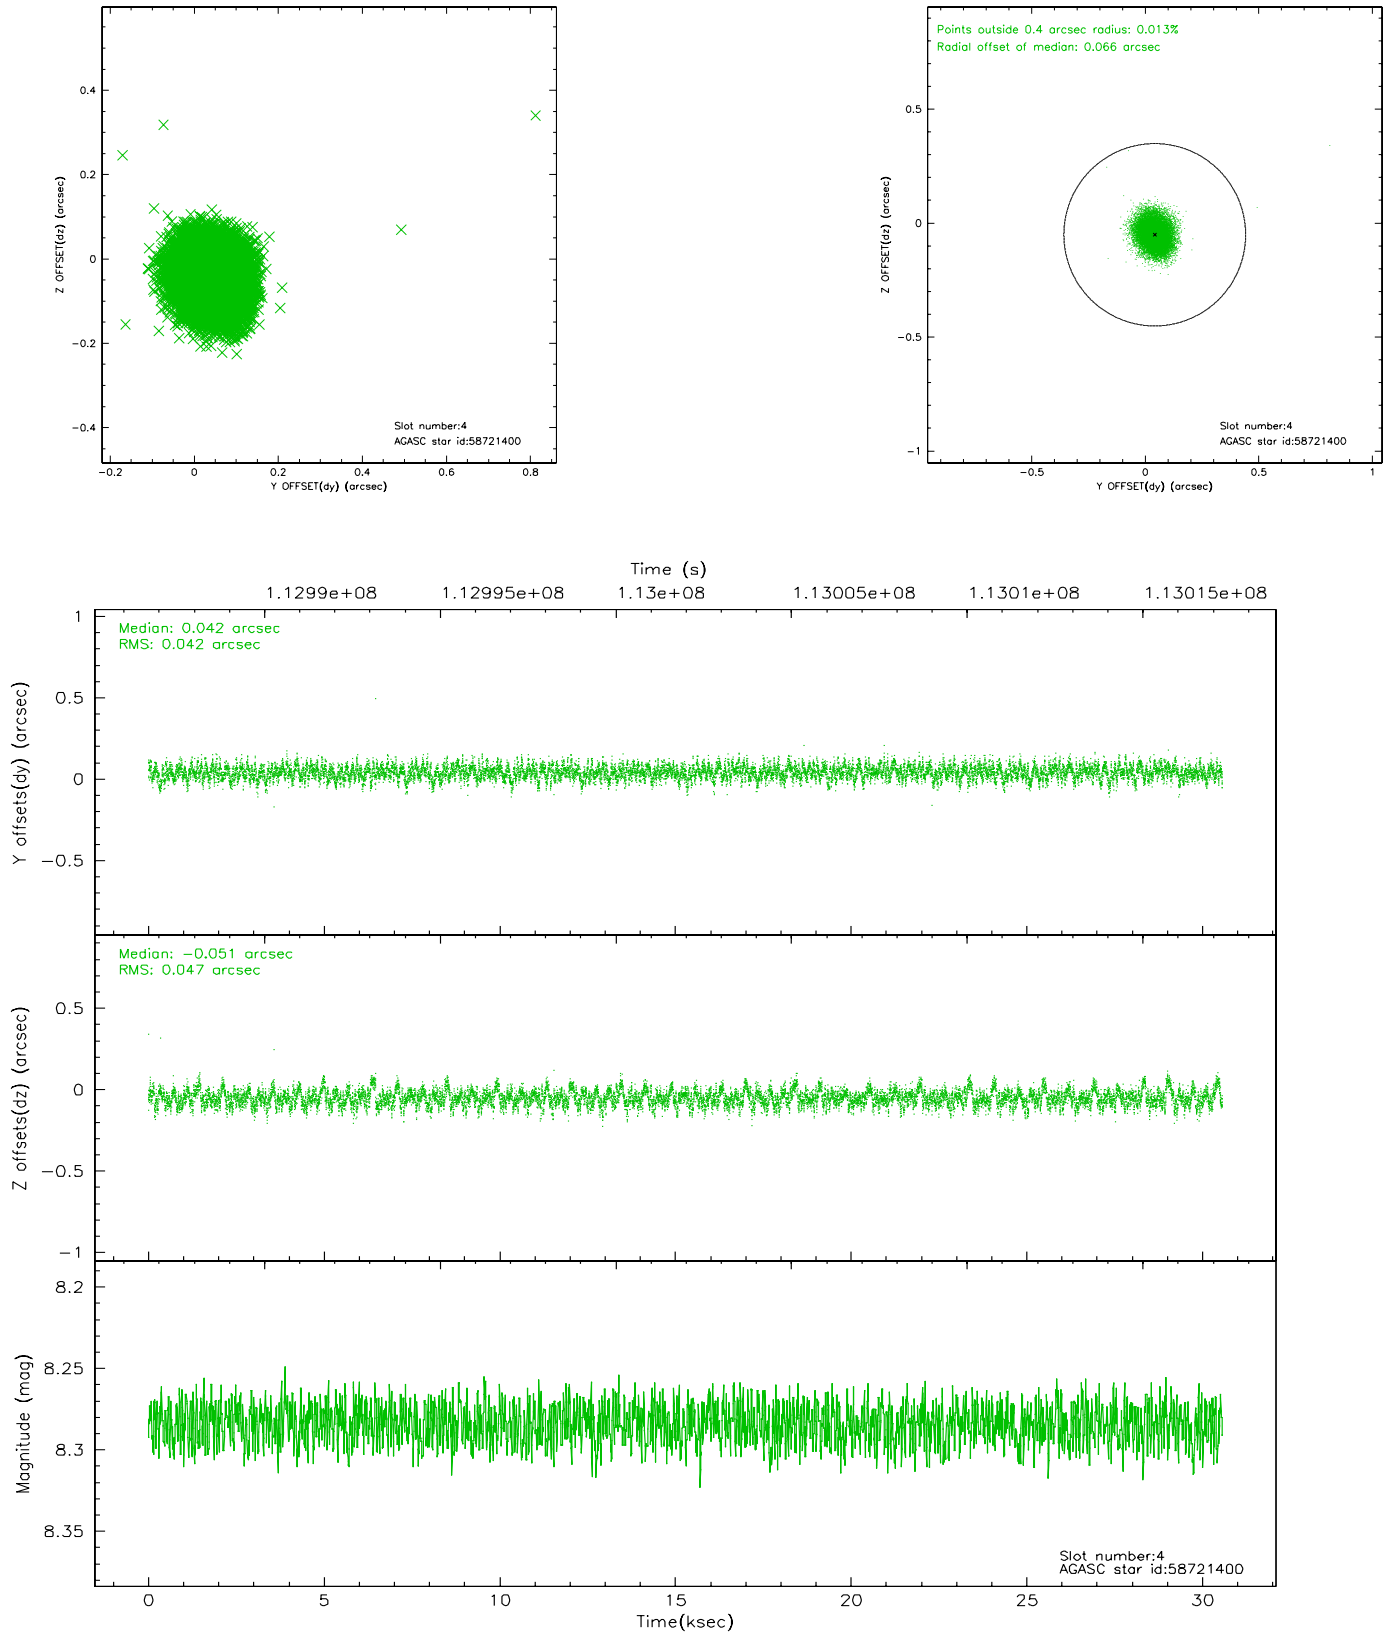 0.4
0.2
0
−0.2
−0.4
Z OFFSET(dz) (arcsec)
−0.2 0 0.2 0.4 0.6 0.8
Y OFFSET(dy) (arcsec)
Slot number:4
AGASC star id:58721400
Points outside 0.4 arcsec radius: 0.013%
Radial offset of median: 0.066 arcsec
0.5
0
−0.5
−1
Z OFFSET(dz) (arcsec)
−0.5 0 0.5 1
Y OFFSET(dy) (arcsec)
Slot number:4
AGASC star id:58721400
Time (s)
1.1299e+08 1.12995e+08 1.13e+08 1.13005e+08 1.1301e+08 1.13015e+08
Median: 0.042 arcsec
RMS: 0.042 arcsec
1
0.5
0
−0.5
Y offsets(dy) (arcsec)
Median: −0.051 arcsec
RMS: 0.047 arcsec
0.5
0
−0.5
−1
Z offsets(dz) (arcsec)
8.2
8.25
8.3
8.35
Magnitude (mag)
Slot number:4
AGASC star id:58721400
0 5 10 15 20 25 30
Time(ksec)